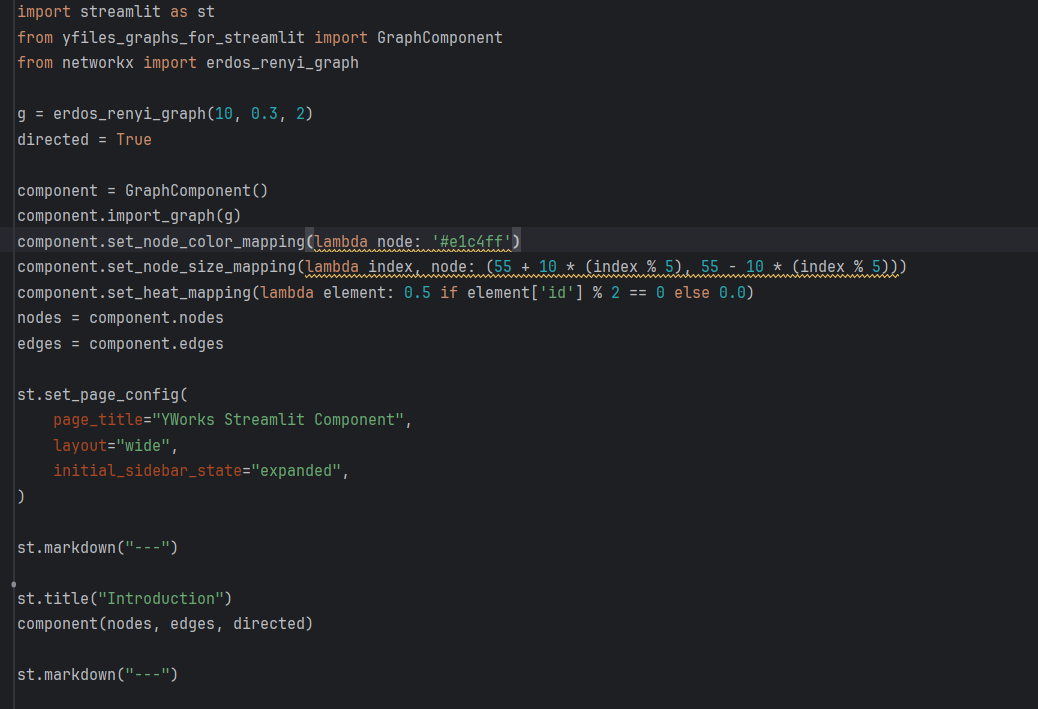 import streamlit as st
from yfiles_graphs_for_streamlit import GraphComponent
from networkx import erdos_renyi_graph
g = erdos_renyi_graph(10, 0.3, 2)
directed = True
component = GraphComponent()
component.import_graph(g)
component.set_node_color_mapping(lambda node: '#e1c4ff')
component.set_node_size_mapping(lambda index, node: (55 + 10 * (index % 5), 55 - 10 * (index % 5)))
component.set_heat_mapping(lambda element: 0.5 if element['id'] % 2 == 0 else 0.0)
nodes = component.nodes
edges = component.edges
st.set_page_config(
    page_title="YWorks Streamlit Component",
    layout="wide",
    initial_sidebar_state="expanded",
)
st.markdown("---")
st.title("Introduction")
component(nodes, edges, directed)
st.markdown("---")